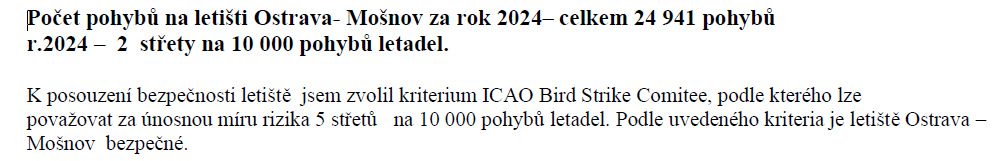 Počet pohybů na letišti Ostrava- Mošnov za rok 2024– celkem 24 941 pohybů
r.2024 – 2 střety na 10 000 pohybů letadel.
K posouzení bezpečnosti letiště jsem zvolil kriterium ICAO Bird Strike Comitee, podle kterého lze
považovat za únosnou míru rizika 5 střetů na 10 000 pohybů letadel. Podle uvedeného kriteria je letiště Ostrava –
Mošnov bezpečné.